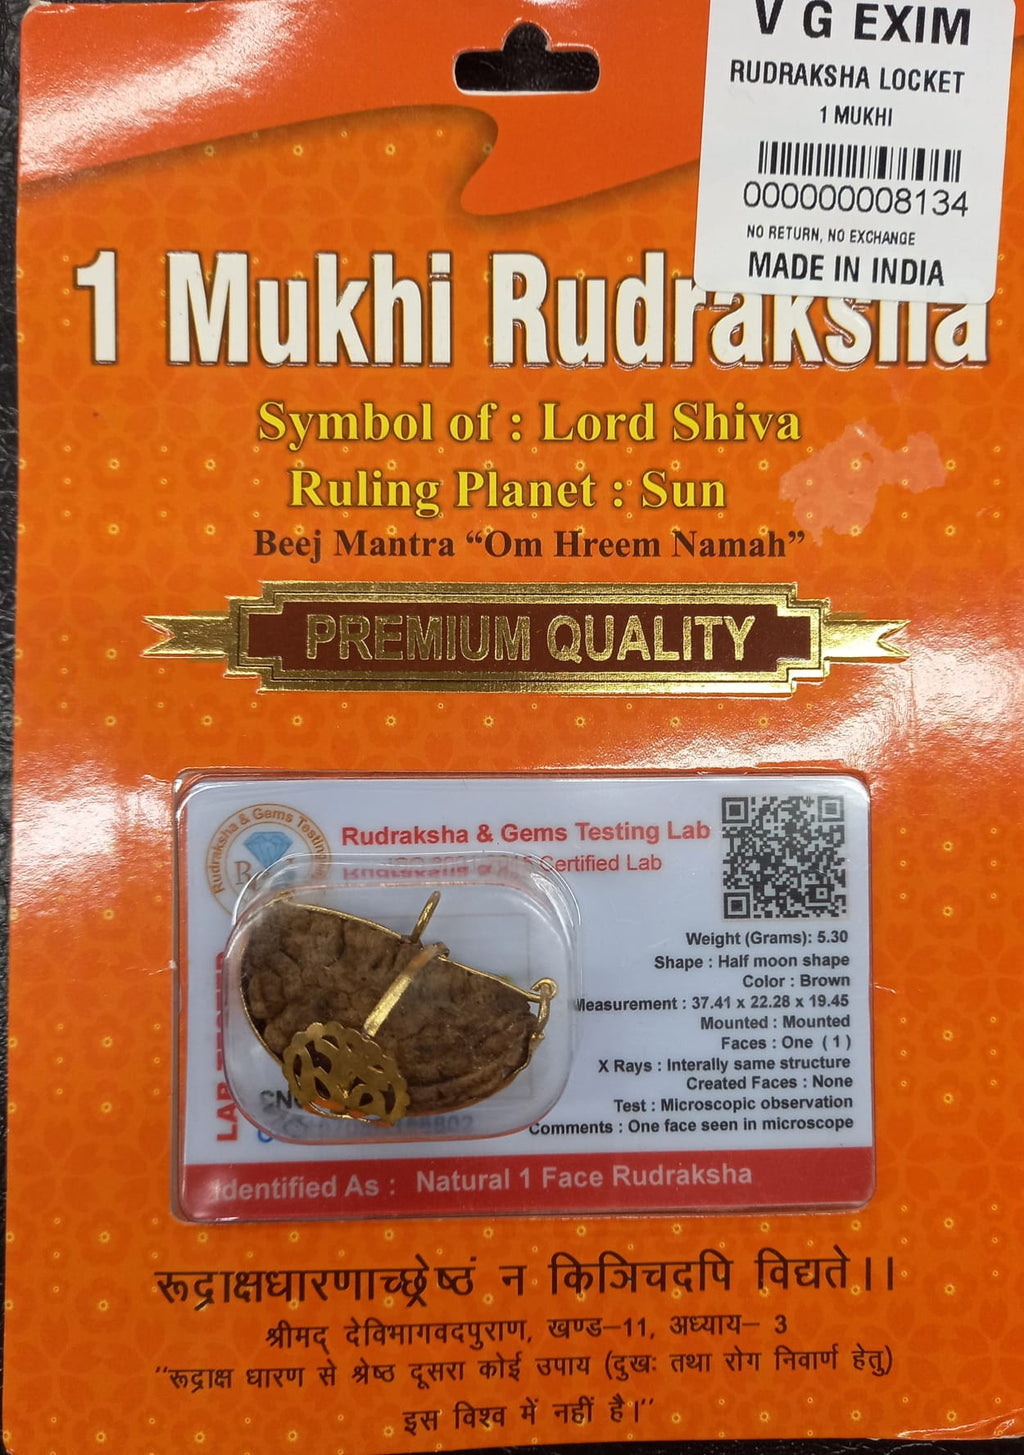 V G EXIM
RUDRAKSHA LOCKET
1 MUKHI
000000008134
NO RETURN, NO EXCHANGE
MADE IN INDIA
1 Mukhi Rudraksha
Symbol of : Lord Shiva
Ruling Planet : Sun
Beej Mantra “Om Hreem Namah”
PREMIUM QUALITY
Rudraksha & Gems Testing
Rudraksha & Gems Testing Lab
Certified Lab
Weight (Grams): 5.30
Shape : Half moon shape
Color : Brown
Measurement : 37.41 x 22.28 x 19.45
Mounted : Mounted
Faces : One ( 1 )
X Rays : Interally same structure
Created Faces : None
Test : Microscopic observation
Comments : One face seen in microscope
Identified As : Natural 1 Face Rudraksha
रूद्राक्षधारणाच्छ्रेष्ठं न किञिचदपि विद्यते।।
श्रीमद् देविभागवदपुराण, खण्ड–11, अध्याय– 3
''रूद्राक्ष धारण से श्रेष्ठ दूसरा कोई उपाय (दुखः तथा रोग निवार्ण हेतु)
इस विश्व में नहीं है।''